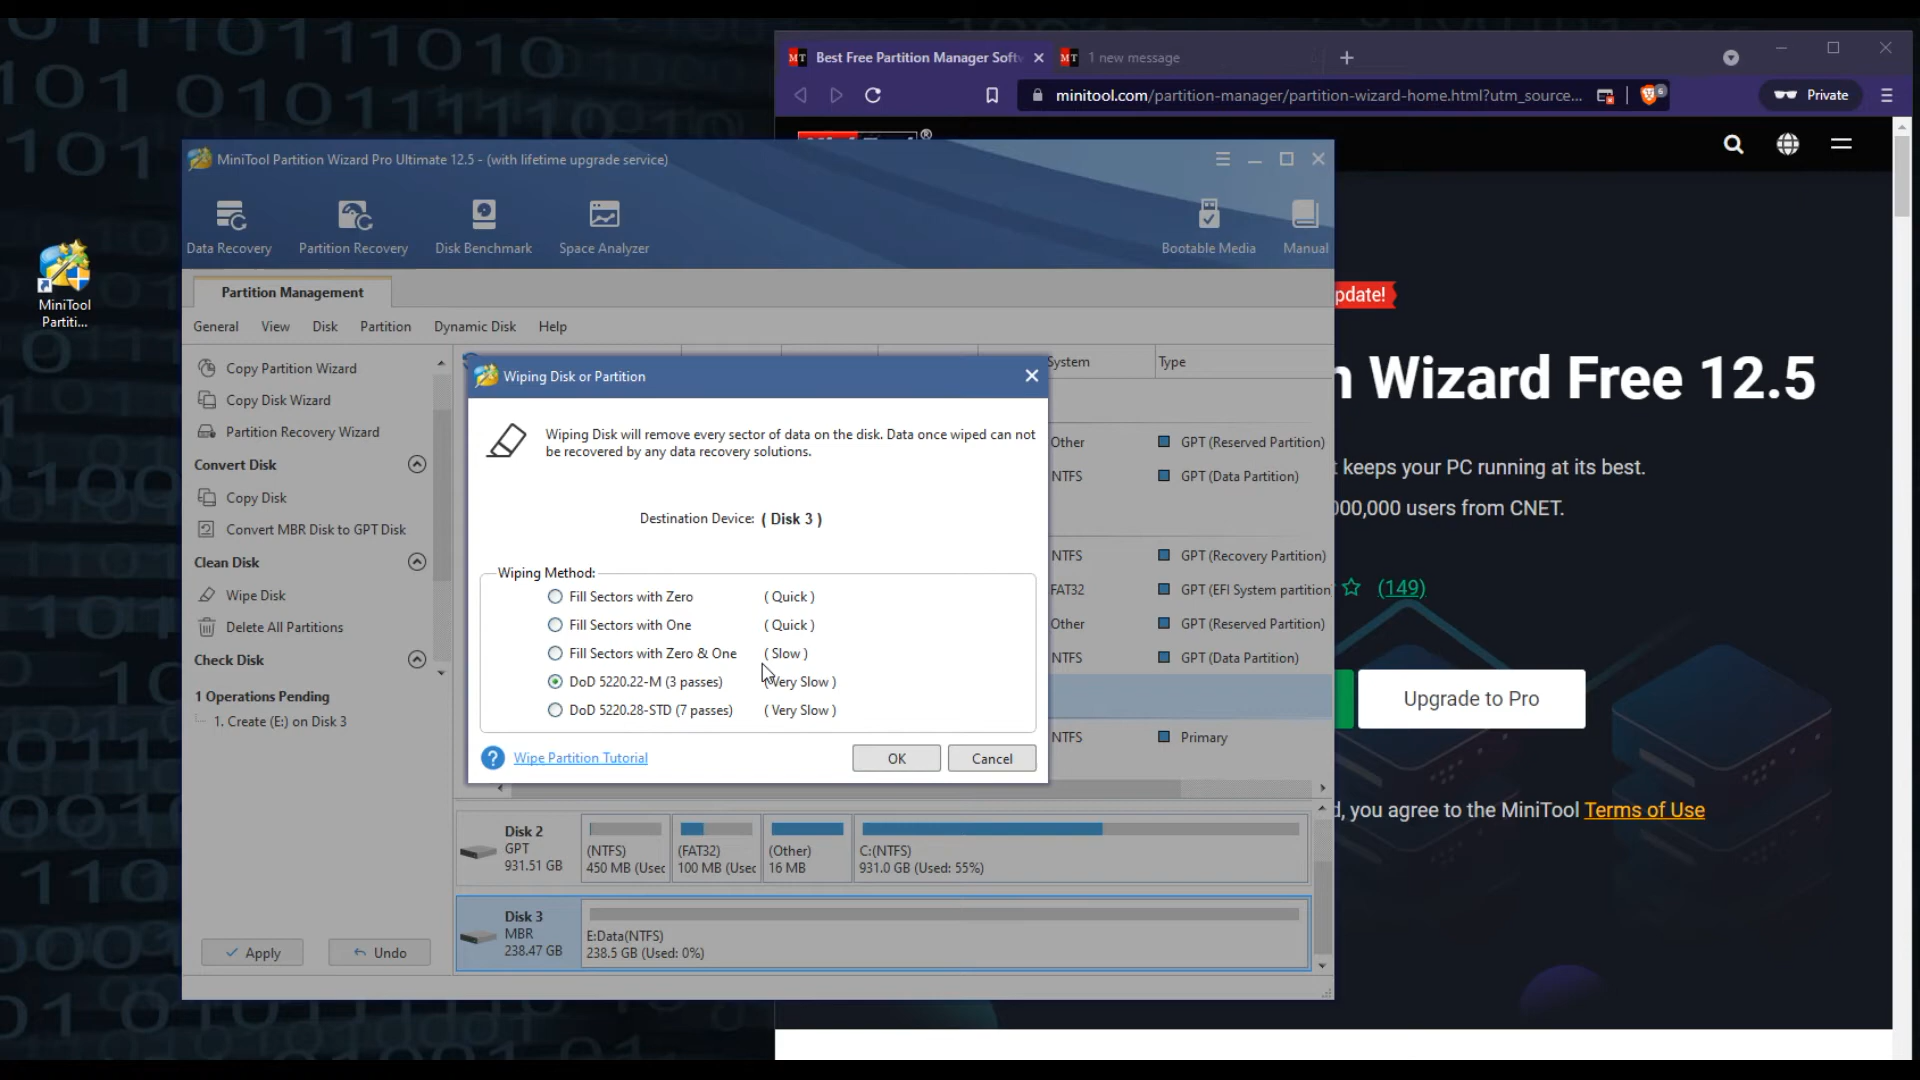 Best Free Partition Manager Softw
1 new message
minitool.com/partition-manager/partition-wizard-home.html?utm_source...
6
Private
MiniTool
Partiti...
MiniTool Partition Wizard Pro Ultimate 12.5 - (with lifetime upgrade service)
Data Recovery
Partition Recovery
Disk Benchmark
Space Analyzer
Bootable Media
Manual
Partition Management
General
View
Disk
Partition
Dynamic Disk
Help
Copy Partition Wizard
Copy Disk Wizard
Partition Recovery Wizard
Convert Disk
Copy Disk
Convert MBR Disk to GPT Disk
Clean Disk
Wipe Disk
Delete All Partitions
Check Disk
1 Operations Pending
1. Create (E:) on Disk 3
Apply
Undo
System
Type
Other
GPT (Reserved Partition)
NTFS
GPT (Data Partition)
NTFS
GPT (Recovery Partition)
FAT32
GPT (EFI System partition)
Other
GPT (Reserved Partition)
NTFS
GPT (Data Partition)
NTFS
Primary
Wiping Disk or Partition
Wiping Disk will remove every sector of data on the disk. Data once wiped can not
be recovered by any data recovery solutions.
Destination Device: ( Disk 3 )
Wiping Method:
Fill Sectors with Zero ( Quick )
Fill Sectors with One ( Quick )
Fill Sectors with Zero & One ( Slow )
DoD 5220.22-M (3 passes) ( Very Slow )
DoD 5220.28-STD (7 passes) ( Very Slow )
? Wipe Partition Tutorial
OK
Cancel
Disk 2
GPT
931.51 GB
(NTFS)
450 MB (Usec
(FAT32)
100 MB (Usec
(Other)
16 MB
C:(NTFS)
931.0 GB (Used: 55%)
Disk 3
MBR
238.47 GB
E:Data(NTFS)
238.5 GB (Used: 0%)
pdate!
n Wizard Free 12.5
t keeps your PC running at its best.
000,000 users from CNET.
(149)
Upgrade to Pro
d, you agree to the MiniTool Terms of Use